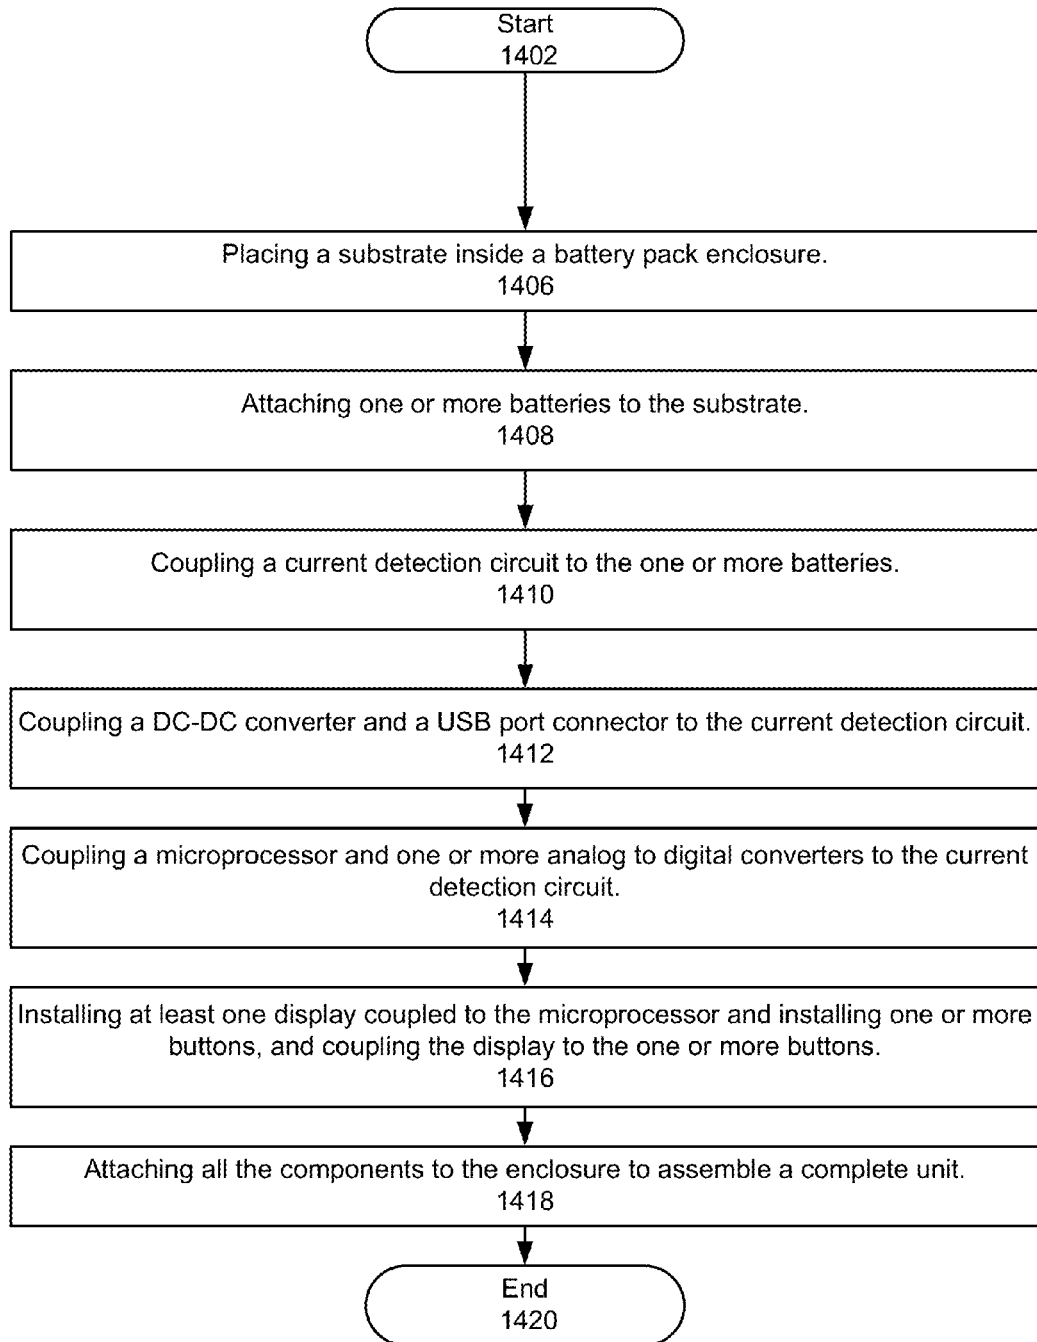 Start
1402
Placing a substrate inside a battery pack enclosure.
1406
Attaching one or more batteries to the substrate.
1408
Coupling a current detection circuit to the one or more batteries.
1410
Coupling a DC-DC converter and a USB port connector to the current detection circuit.
1412
Coupling a microprocessor and one or more analog to digital converters to the current
detection circuit.
1414
Installing at least one display coupled to the microprocessor and installing one or more
buttons, and coupling the display to the one or more buttons.
1416
Attaching all the components to the enclosure to assemble a complete unit.
1418
End
1420